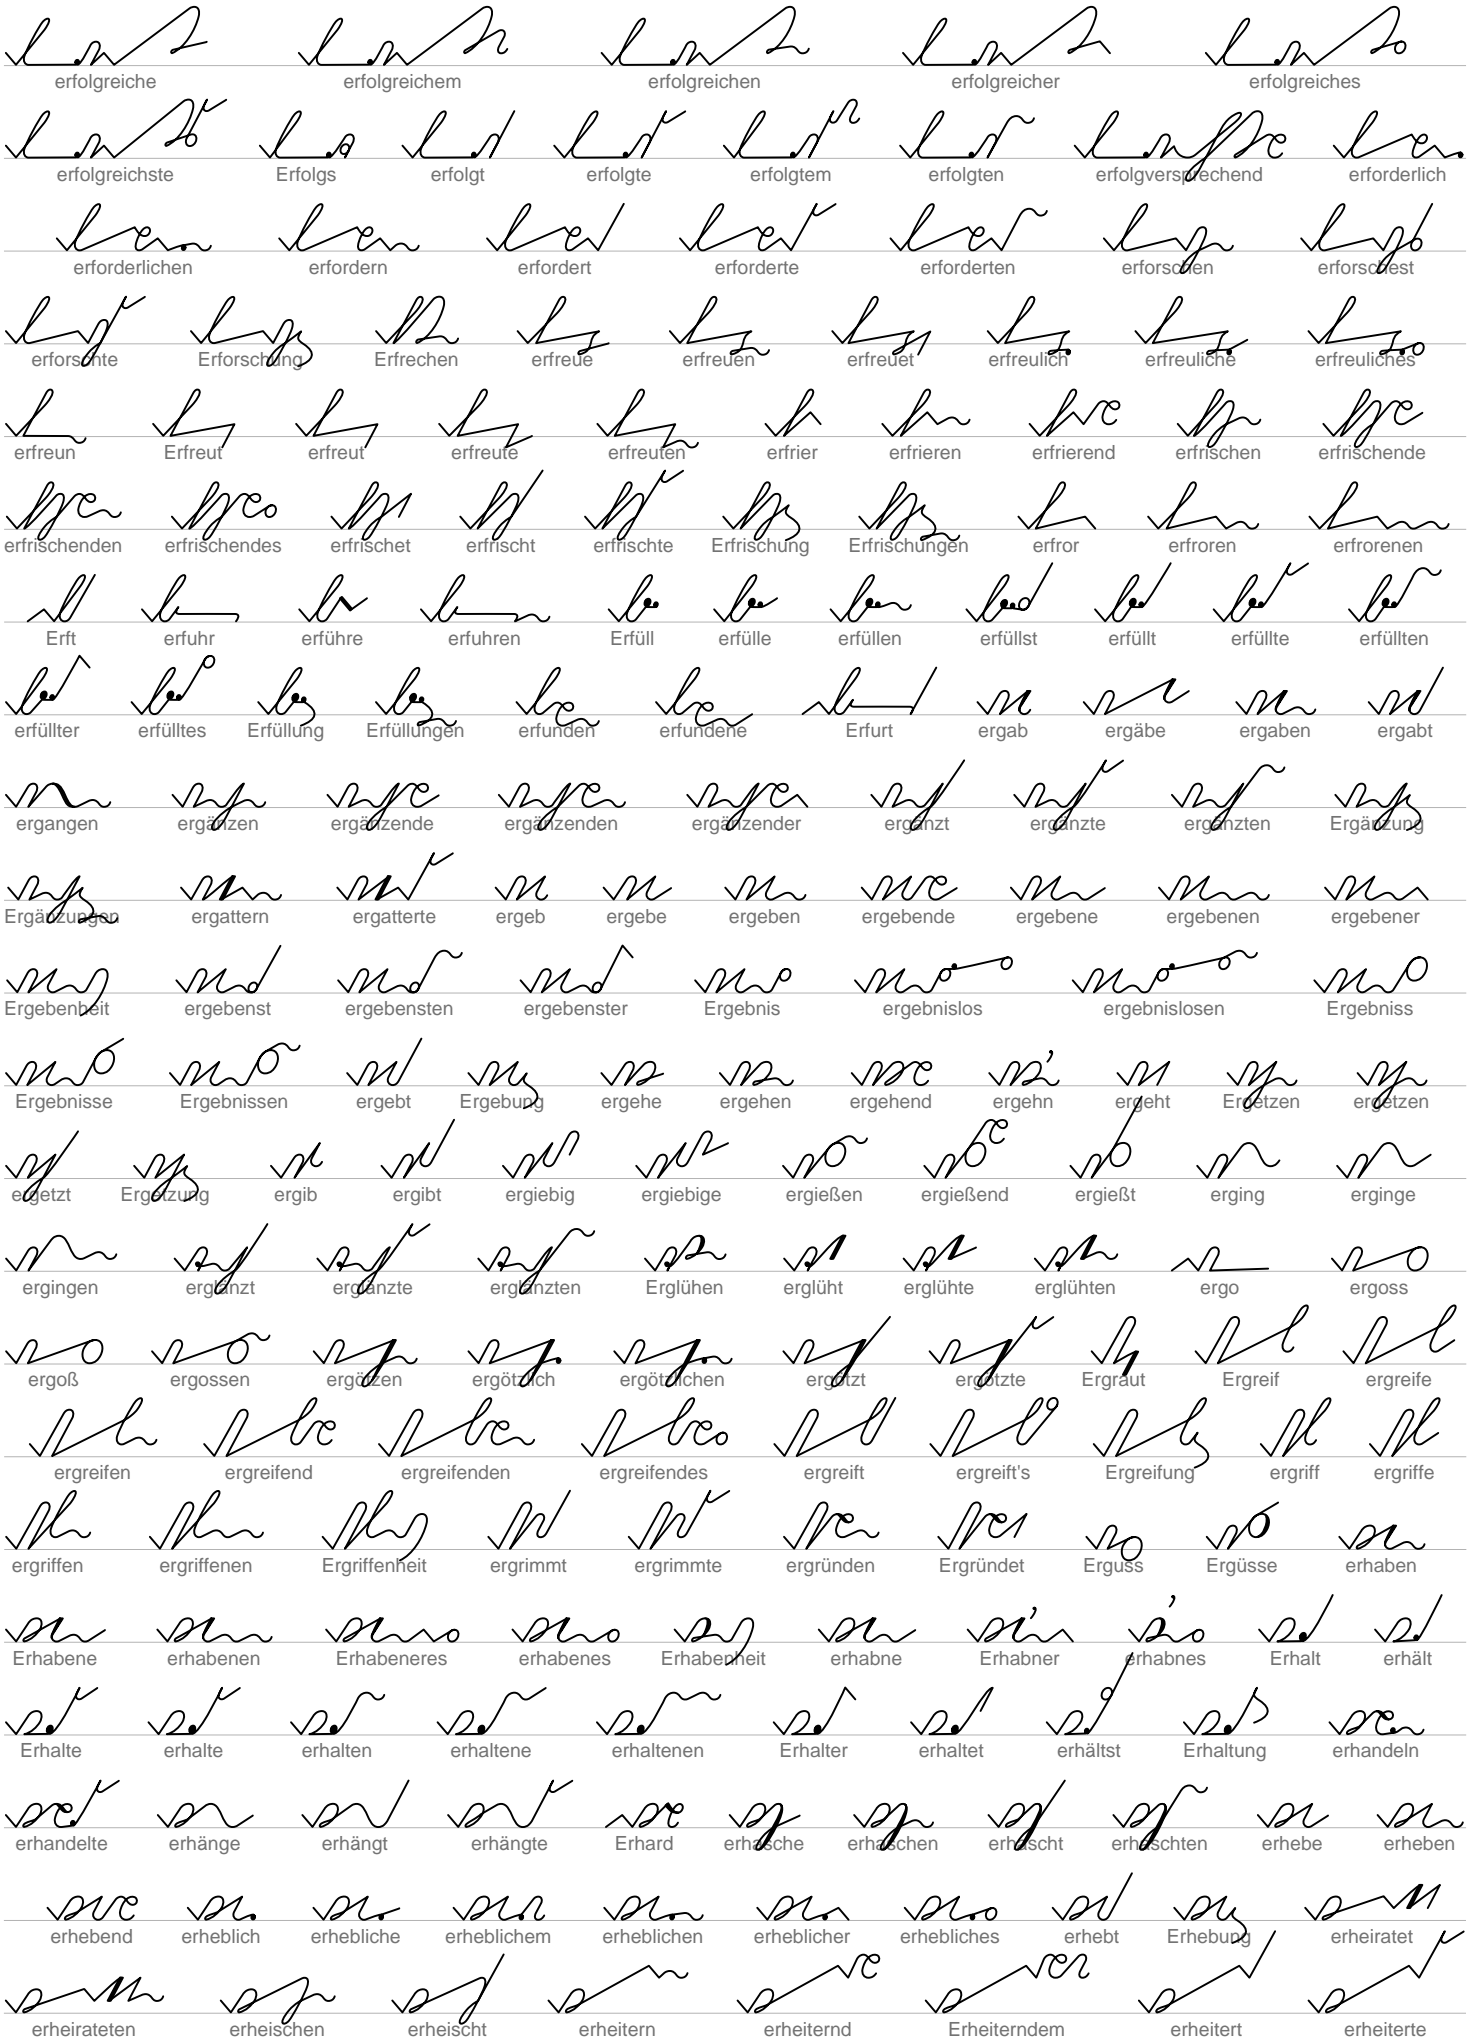 erfolgreiche erfolgreichem erfolgreichen erfolgreicher erfolgreiches
erfolgreichste Erfolgs erfolgt erfolgte erfolgtem erfolgten erfolgversprechend erforderlich
erforderlichen erfordern erfordert erforderte erforderten erforschen erforschest
erforschte Erforschung Erfrechen erfreue erfreuen erfreuet erfreulich erfreuliche erfreuliches
erfreun Erfreut erfreut erfreute erfreuten erfrier erfrieren erfrierend erfrischen erfrischende
erfrischenden erfrischendes erfrischet erfrischt erfrischte Erfrischung Erfrischungen erfror erfroren erfrorenen
Erft erfuhr erführe erfuhren Erfüll erfülle erfüllen erfüllst erfüllt erfüllte erfüllten
erfüllter erfülltes Erfüllung Erfüllungen erfunden erfundene Erfurt ergab ergäbe ergaben ergabt
ergangen ergänzen ergänzende ergänzenden ergänzender ergänzt ergänzte ergänzten Ergänzung
Ergänzungen ergattern ergatterte ergeb ergebe ergeben ergebende ergebene ergebenen ergebener
Ergebenheit ergebenst ergebensten ergebenster Ergebnis ergebnislos ergebnislosen Ergebniss
Ergebnisse Ergebnissen ergebt Ergebung ergehe ergehen ergehend ergehn ergeht Ergetzen ergetzen
ergetzt Ergetzung ergib ergibt ergiebig ergiebige ergießen ergießend ergießt erging erginge
ergingen erglänzt erglänzte erglänzten Erglühen erglüht erglühte erglühten ergo ergoss
ergoß ergossen ergötzen ergötzlich ergötzlichen ergötzt ergötzte Ergraut Ergreif ergreife
ergreifen ergreifend ergreifenden ergreifendes ergreift ergreift's Ergreifung ergriff ergriffe
ergriffen ergriffenen Ergriffenheit ergrimmt ergrimmte ergründen Ergründet Erguss Ergüsse erhaben
Erhabene erhabenen Erhabeneres erhabenes Erhabenheit erhabne Erhabner erhabnes Erhalt erhält
Erhalte erhalte erhalten erhaltene erhaltenen Erhalter erhaltet erhältst Erhaltung erhandeln
erhandelte erhänge erhängt erhängte Erhard erhasche erhaschen erhascht erhaschten erhebe erheben
erhebend erheblich erhebliche erheblichem erheblichen erheblicher erhebliches erhebt Erhebung erheiratet
erheirateten erheischen erheischt erheitern erheiternd Erheiterndem erheitert erheiterte